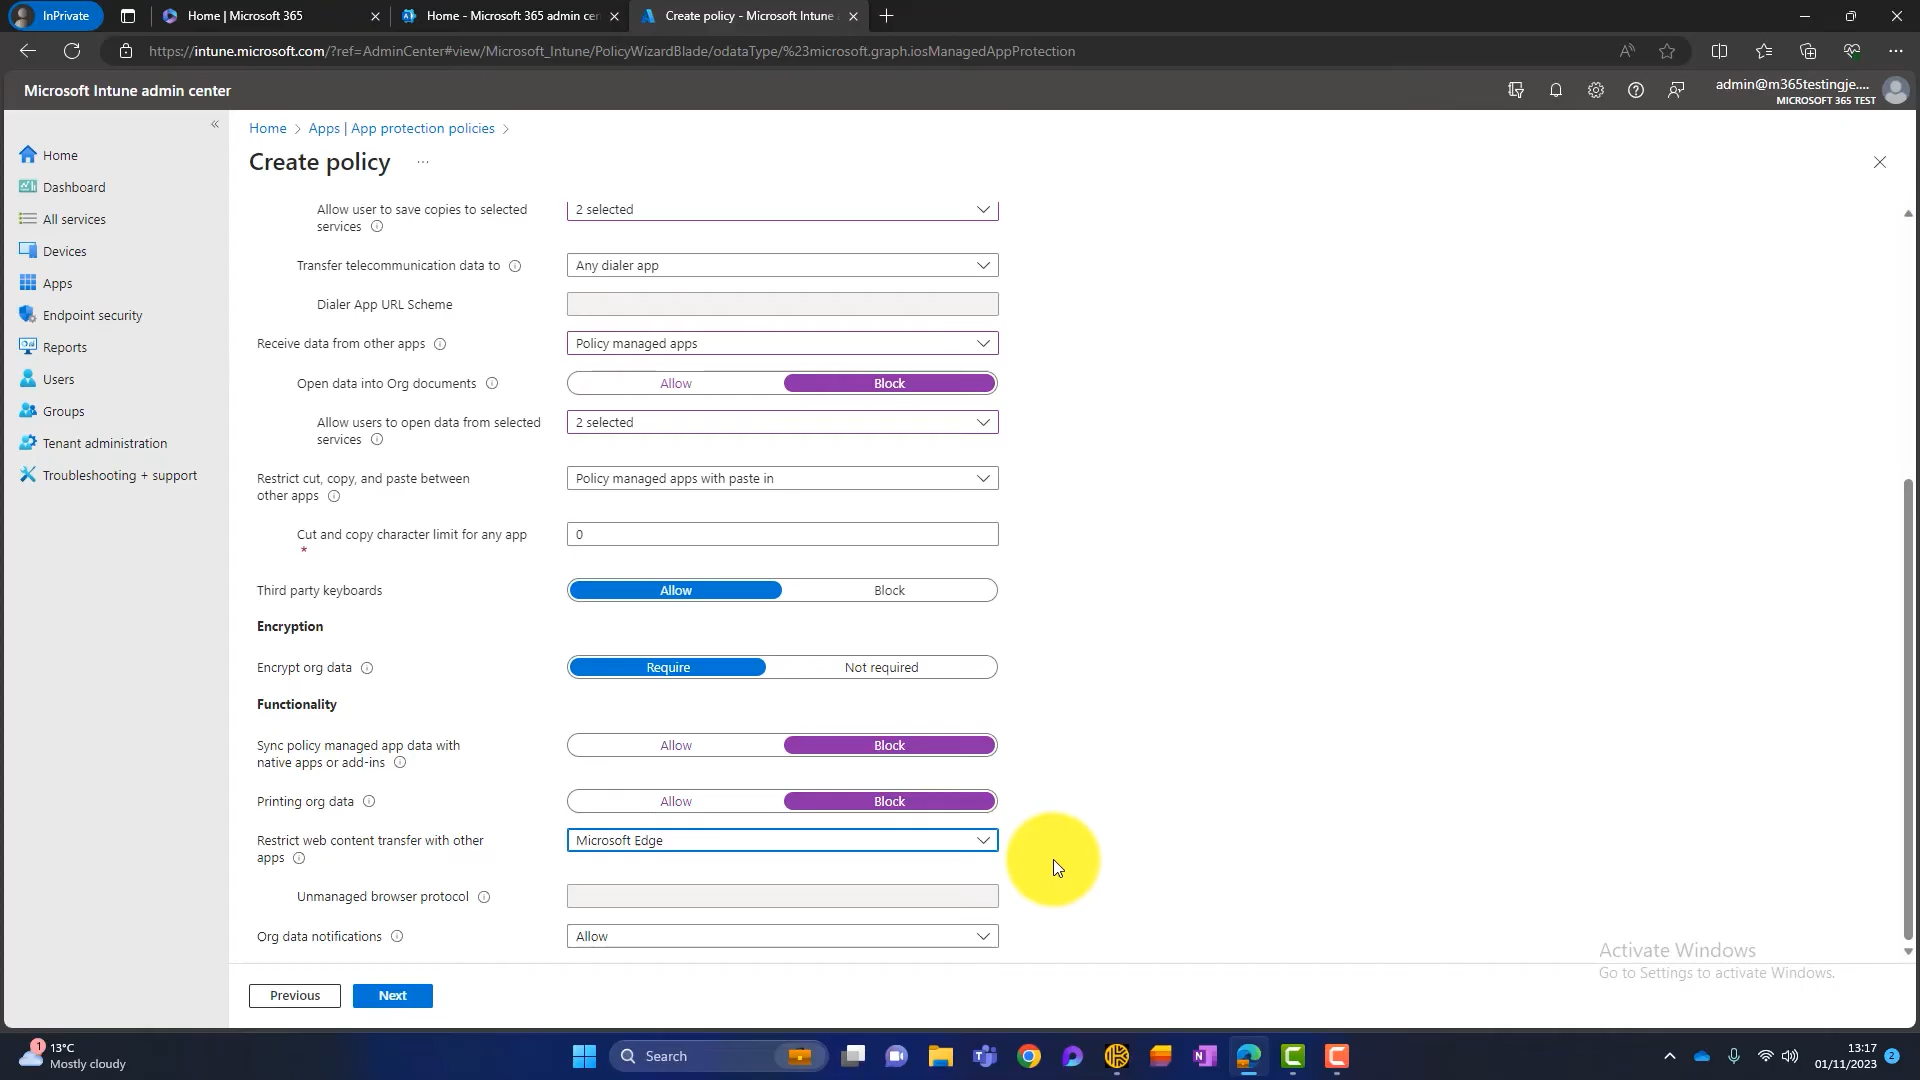 InPrivate
Home | Microsoft 365
Home - Microsoft 365 admin cen
Create policy - Microsoft Intune
https://intune.microsoft.com/?ref=AdminCenter#view/Microsoft_Intune/PolicyWizardBlade/odataType/%23microsoft.graph.iosManagedAppProtection
Microsoft Intune admin center
admin@m365testingje....
MICROSOFT 365 TEST
Home
Dashboard
All services
Devices
Apps
Endpoint security
Reports
Users
Groups
Tenant administration
Troubleshooting + support
Home > Apps | App protection policies >
Create policy ...
Allow user to save copies to selected
services
2 selected
Transfer telecommunication data to
Any dialer app
Dialer App URL Scheme
Receive data from other apps
Policy managed apps
Open data into Org documents
Allow Block
Allow users to open data from selected
services
2 selected
Restrict cut, copy, and paste between
other apps
Policy managed apps with paste in
Cut and copy character limit for any app
*
0
Third party keyboards
Allow Block
Encryption
Encrypt org data
Require Not required
Functionality
Sync policy managed app data with
native apps or add-ins
Allow Block
Printing org data
Allow Block
Restrict web content transfer with other
apps
Microsoft Edge
Unmanaged browser protocol
Org data notifications
Allow
Previous Next
Activate Windows
Go to Settings to activate Windows.
1
13°C
Mostly cloudy
Search
13:17
01/11/2023
2